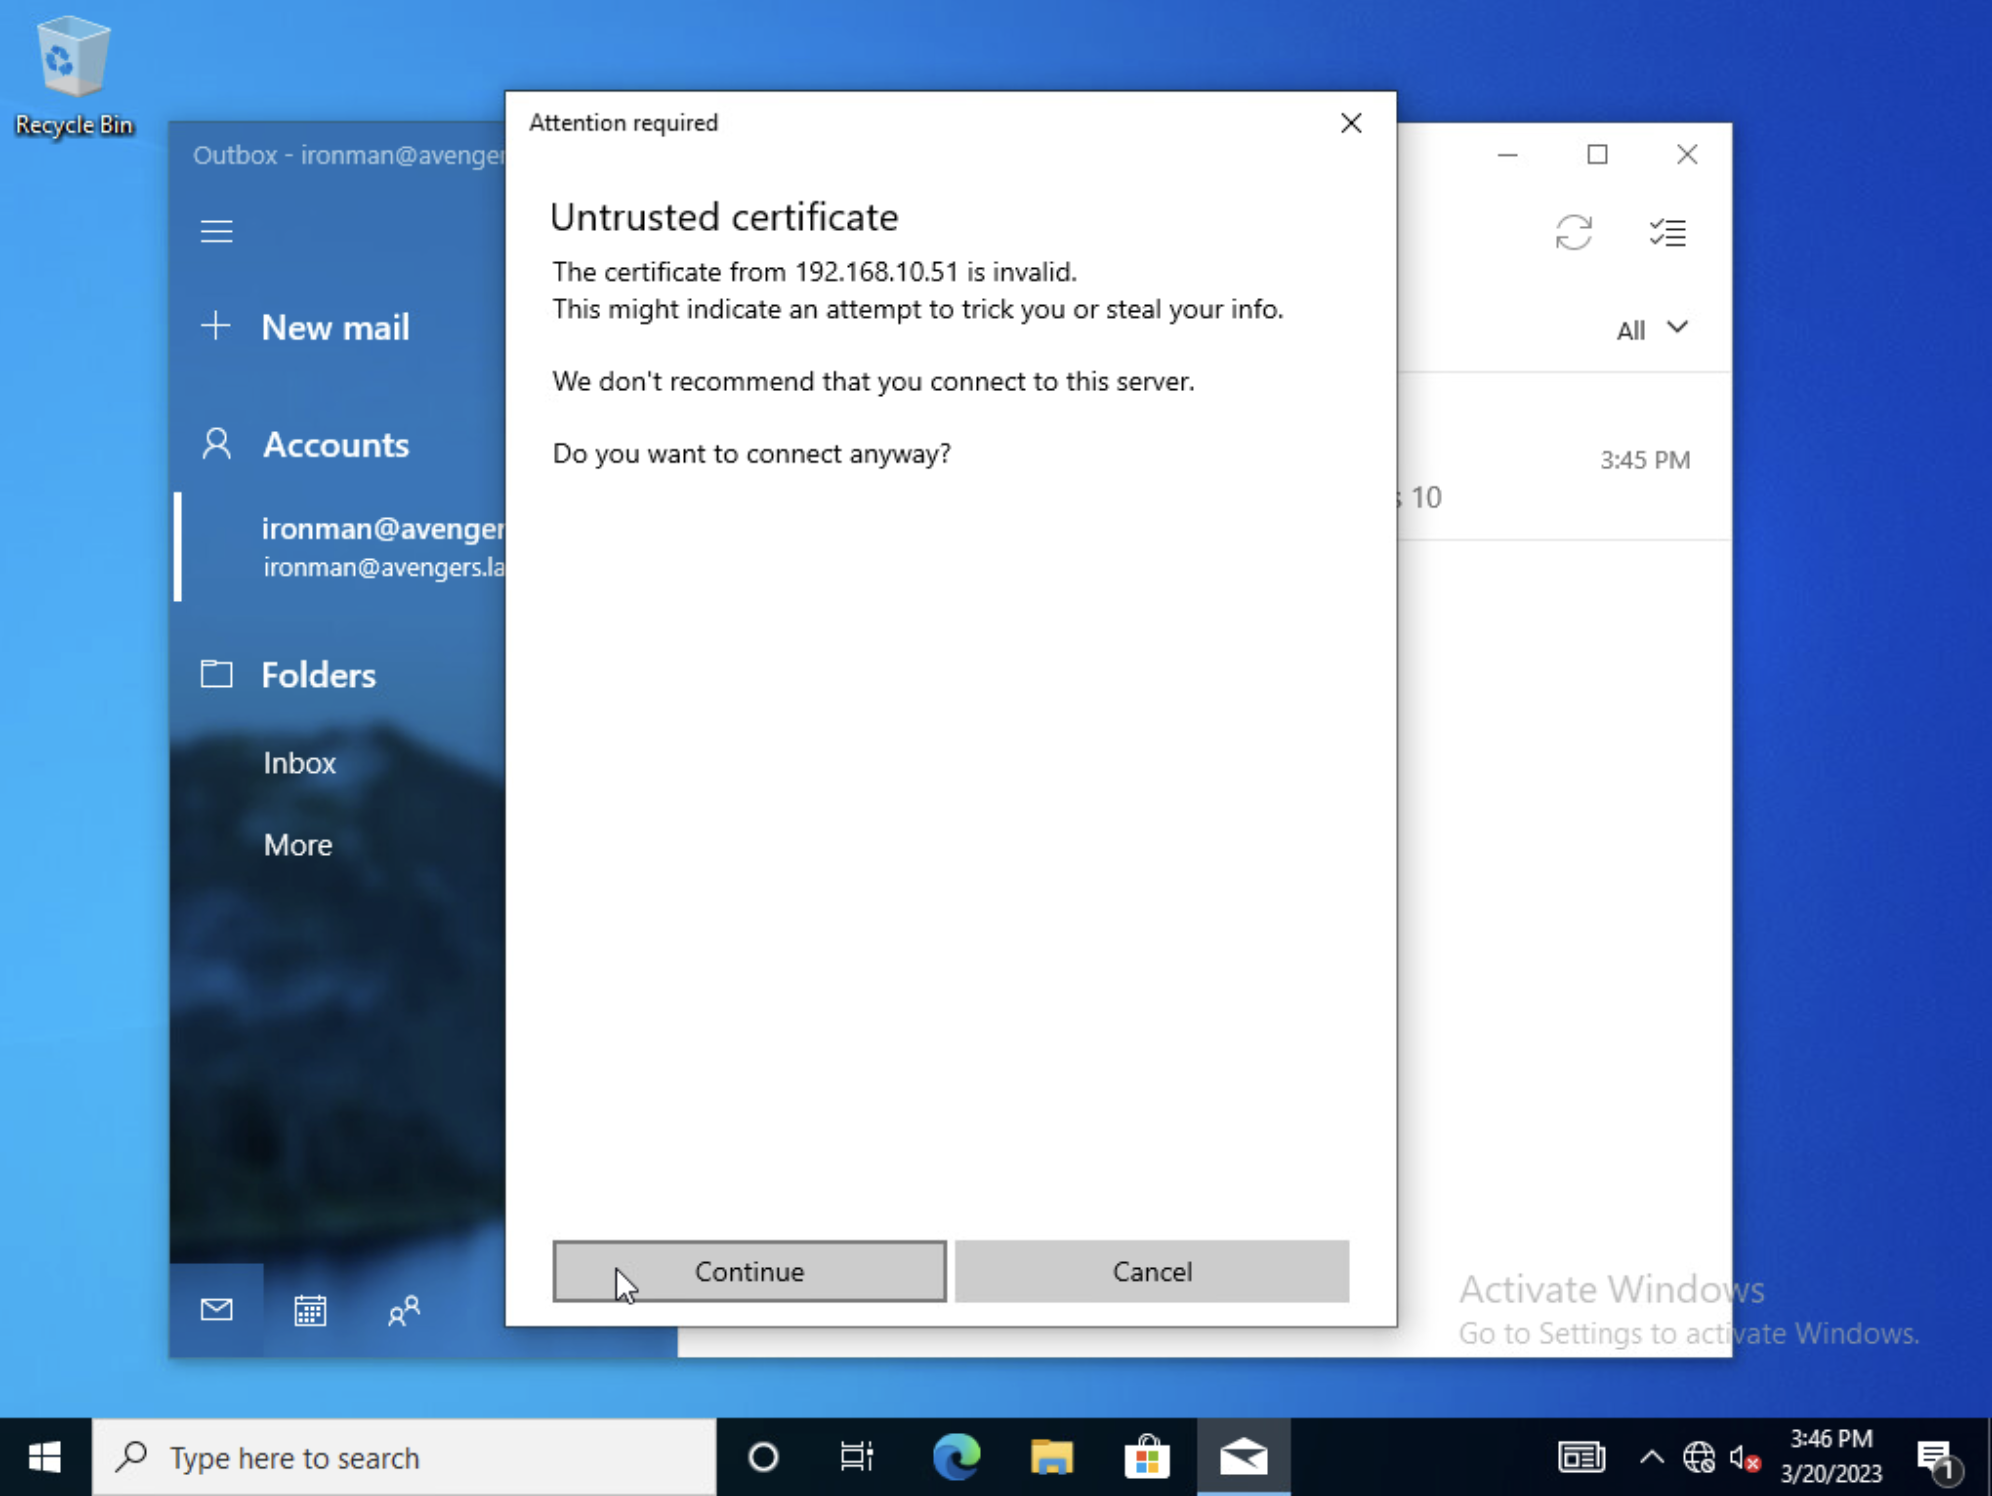 Recycle Bin
Outbox - ironman@avenger
Attention required
Untrusted certificate
The certificate from 192.168.10.51 is invalid.
This might indicate an attempt to trick you or steal your info.
We don't recommend that you connect to this server.
Do you want to connect anyway?
New mail
All
Accounts
3:45 PM
10
ironman@avenger
ironman@avengers.la
Folders
Inbox
More
Continue
Cancel
Activate Windows
Go to Settings to activate Windows.
Type here to search
3:46 PM
3/20/2023
1